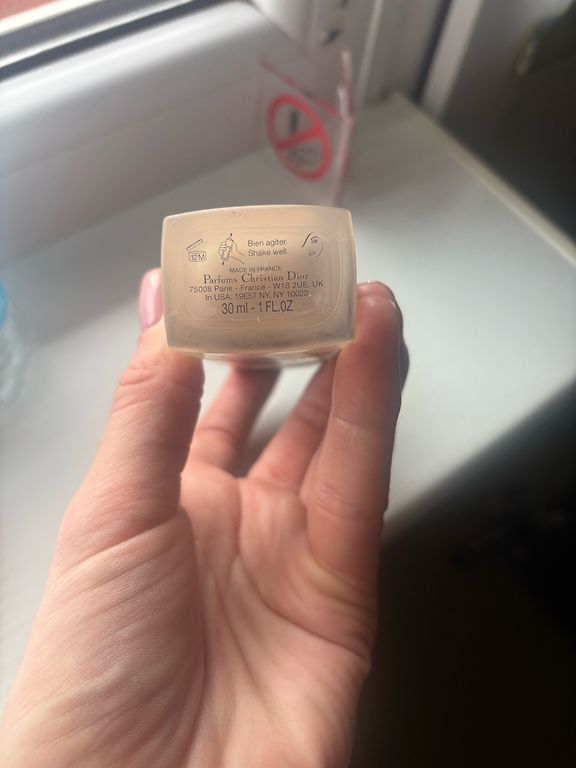 12M
Bien agiter.
Shake well.
MADE IN FRANCE
Parfums Christian Dior
75008 Paris - France - W1S 2UE. UK
In USA. 19E57 NY NY 10022
30 ml - 1 FL.OZ